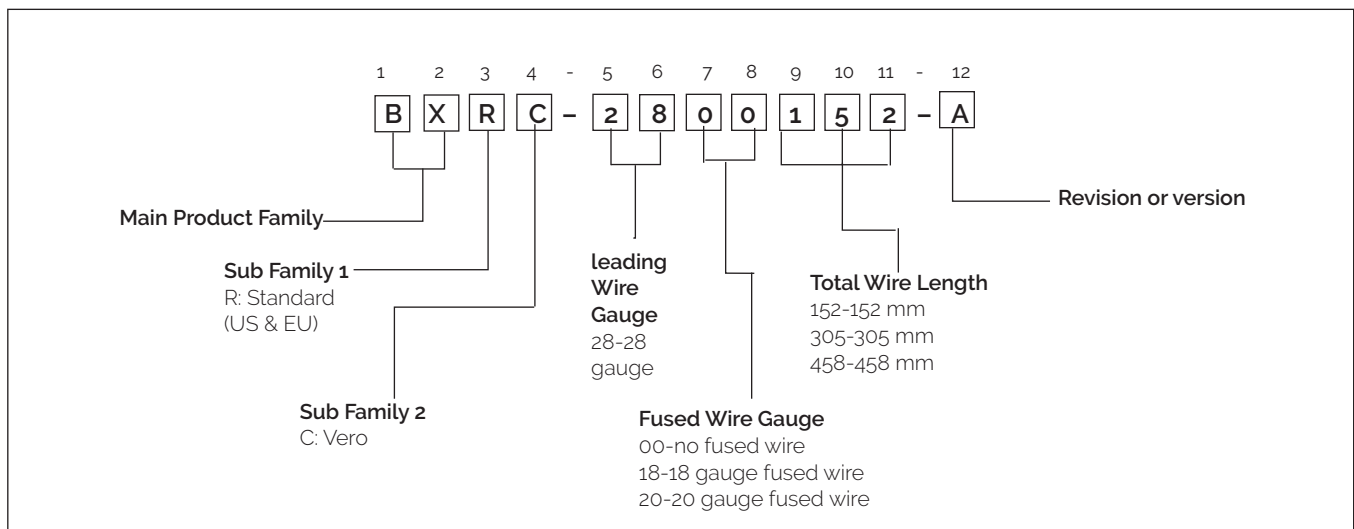 1 2 3 4 - 5 6 7 8 9 10 11 - 12
B X R C – 2 8 0 0 1 5 2 – A
Main Product Family
Revision or version
Sub Family 1
R: Standard
(US & EU)
leading
Wire
Gauge
28-28
gauge
Total Wire Length
152-152 mm
305-305 mm
458-458 mm
Sub Family 2
C: Vero
Fused Wire Gauge
00-no fused wire
18-18 gauge fused wire
20-20 gauge fused wire